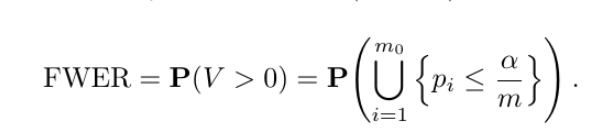 FWER = P(V > 0) = P( ⋃_{i=1}^{m_0} { p_i ≤ α/m } ) .